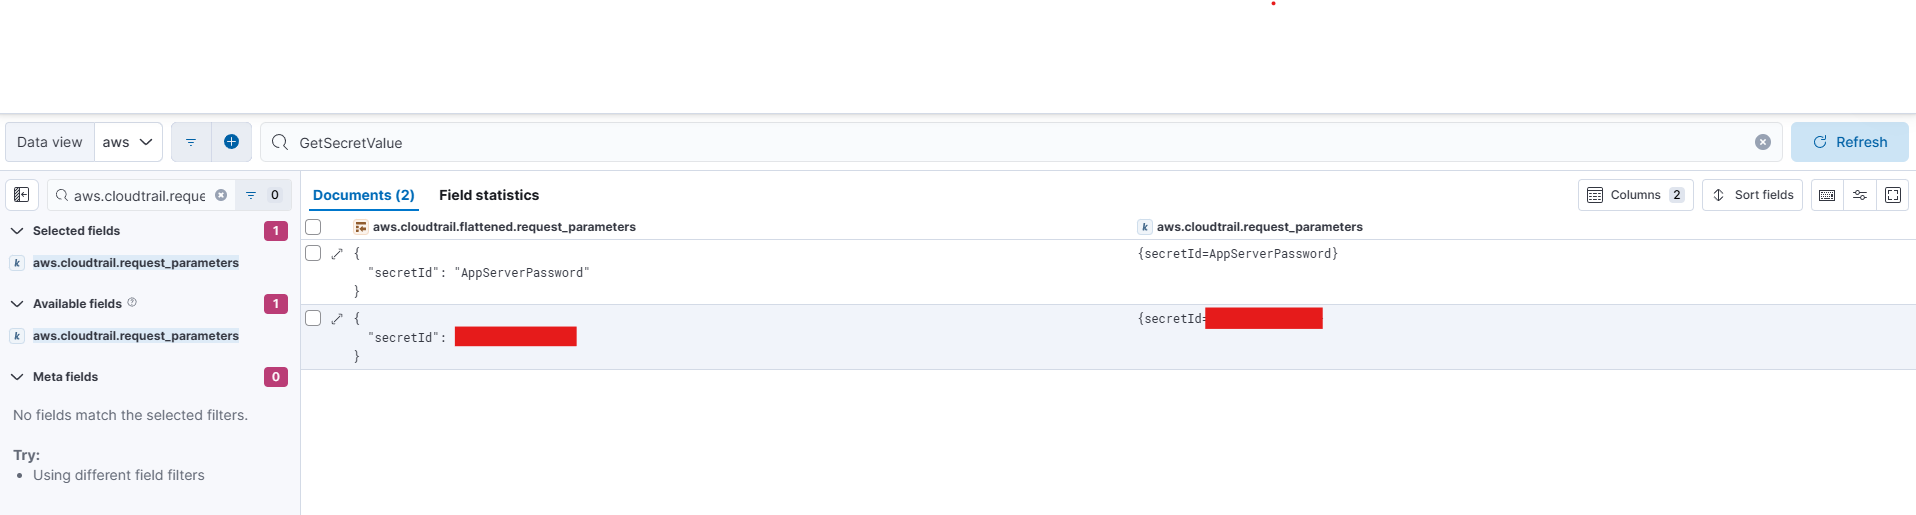 Data view aws GetSecretValue Refresh
aws.cloudtrail.reque 0 Documents (2) Field statistics Columns 2 Sort fields
Selected fields 1
k aws.cloudtrail.request_parameters
Available fields 1
k aws.cloudtrail.request_parameters
Meta fields 0
No fields match the selected filters.
Try:
• Using different field filters
aws.cloudtrail.flattened.request_parameters k aws.cloudtrail.request_parameters
{ {secretId=AppServerPassword}
"secretId": "AppServerPassword"
}
{ {secretId=
"secretId":
}